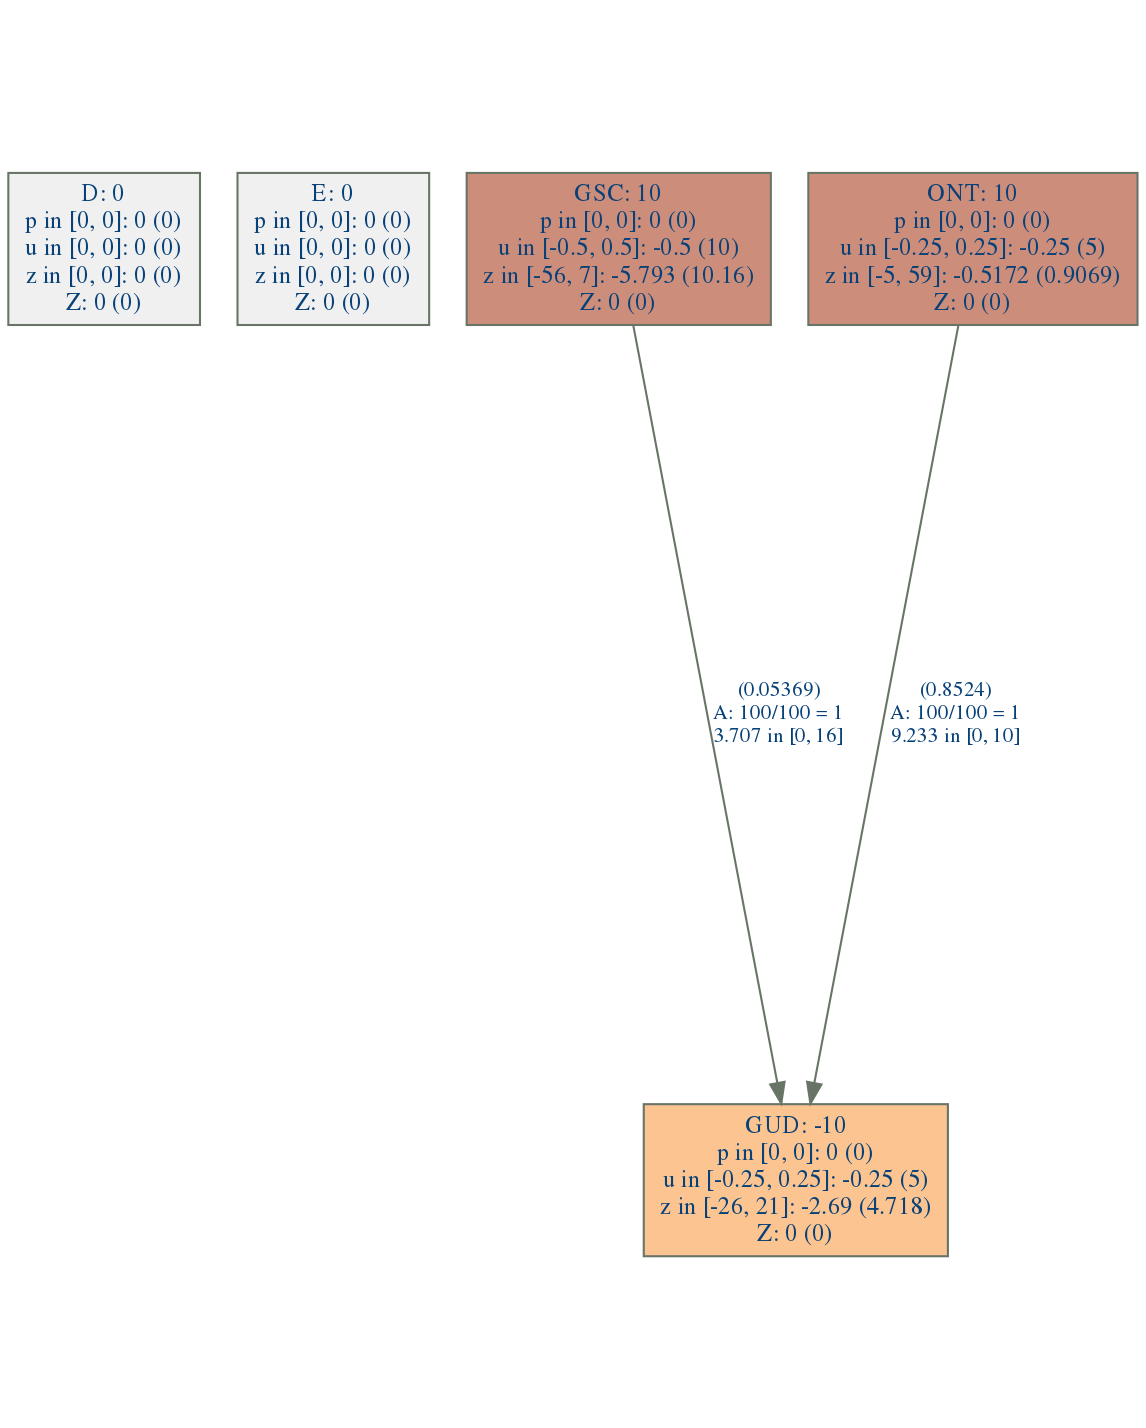 D: 0
p in [0, 0]: 0 (0)
u in [0, 0]: 0 (0)
z in [0, 0]: 0 (0)
Z: 0 (0)
E: 0
p in [0, 0]: 0 (0)
u in [0, 0]: 0 (0)
z in [0, 0]: 0 (0)
Z: 0 (0)
GSC: 10
p in [0, 0]: 0 (0)
u in [-0.5, 0.5]: -0.5 (10)
z in [-56, 7]: -5.793 (10.16)
Z: 0 (0)
ONT: 10
p in [0, 0]: 0 (0)
u in [-0.25, 0.25]: -0.25 (5)
z in [-5, 59]: -0.5172 (0.9069)
Z: 0 (0)
(0.05369)
A: 100/100 = 1
3.707 in [0, 16]
(0.8524)
A: 100/100 = 1
9.233 in [0, 10]
GUD: -10
p in [0, 0]: 0 (0)
u in [-0.25, 0.25]: -0.25 (5)
z in [-26, 21]: -2.69 (4.718)
Z: 0 (0)